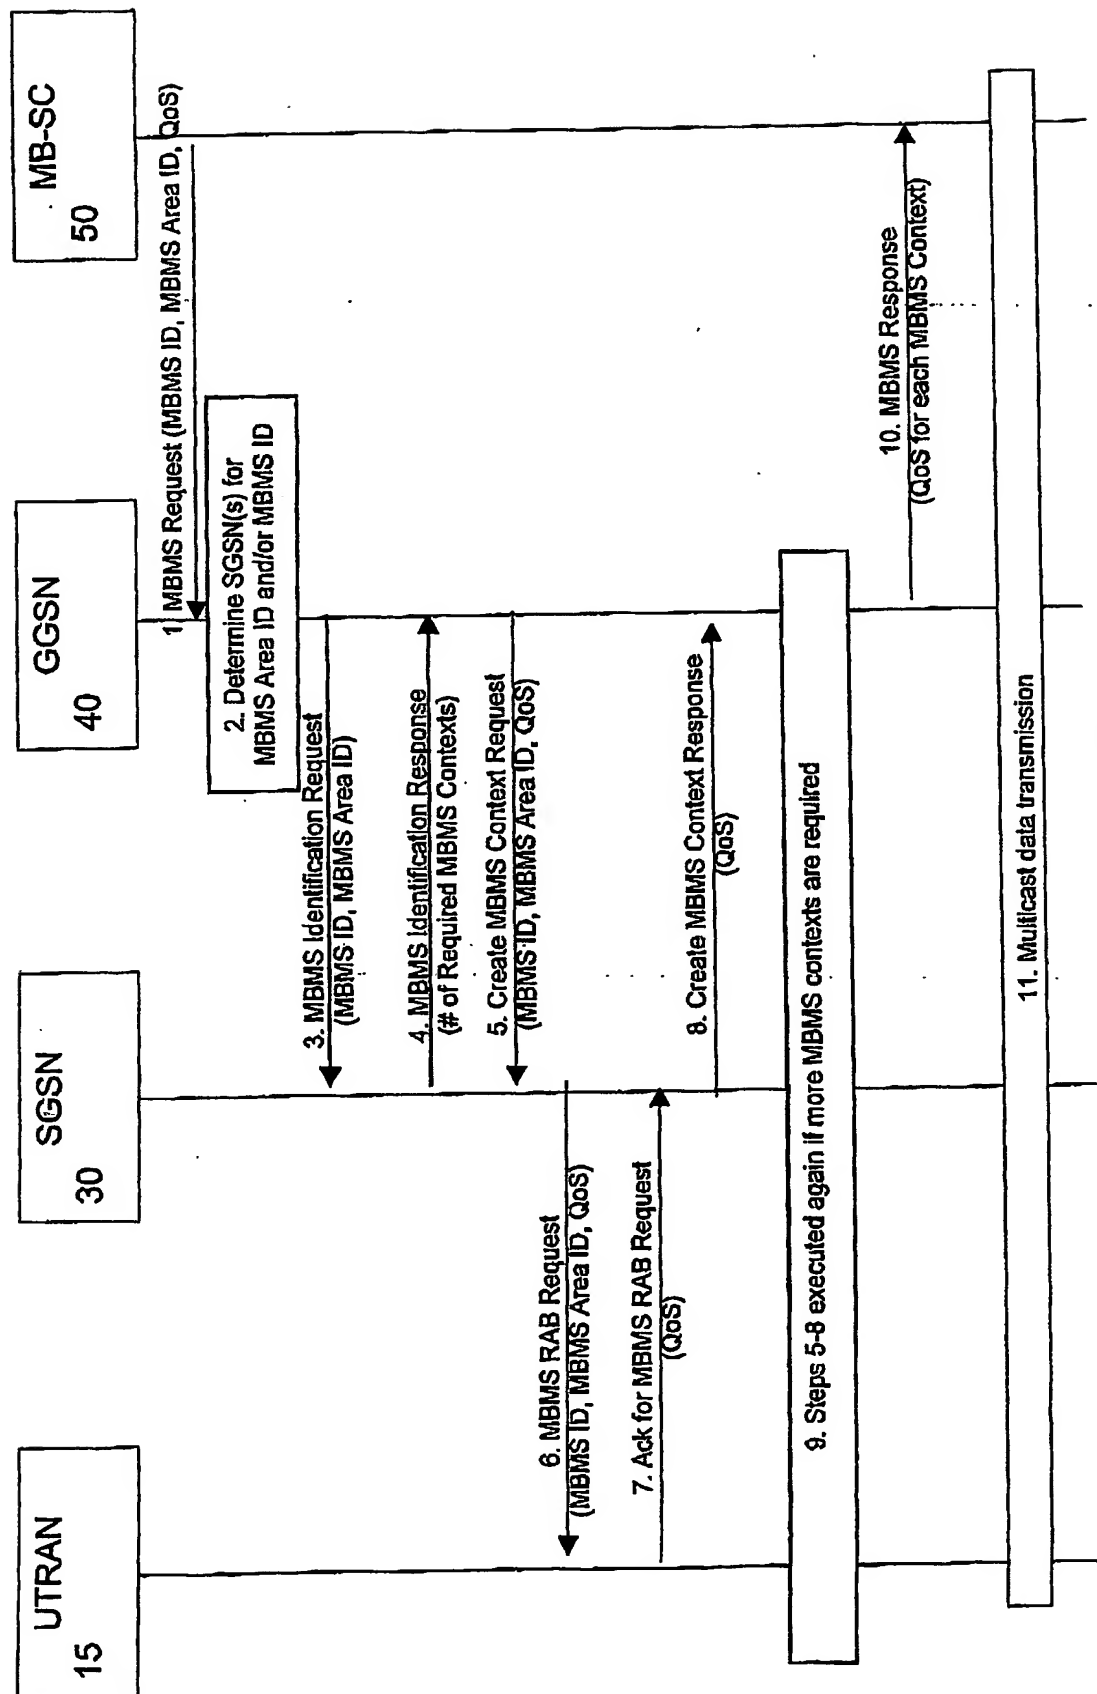 UTRAN
15
SGSN
30
GGSN
40
MB-SC
50
1. MBMS Request (MBMS ID, MBMS Area ID, QoS)
2. Determine SGSN(s) for
MBMS Area ID and/or MBMS ID
3. MBMS Identification Request
(MBMS ID, MBMS Area ID)
4. MBMS Identification Response
(# of Required MBMS Contexts)
5. Create MBMS Context Request
(MBMS ID, MBMS Area ID, QoS)
6. MBMS RAB Request
(MBMS ID, MBMS Area ID, QoS)
7. Ack for MBMS RAB Request
(QoS)
8. Create MBMS Context Response
(QoS)
9. Steps 5-8 executed again if more MBMS contexts are required
10. MBMS Response
(QoS for each MBMS Context)
11. Multicast data transmission